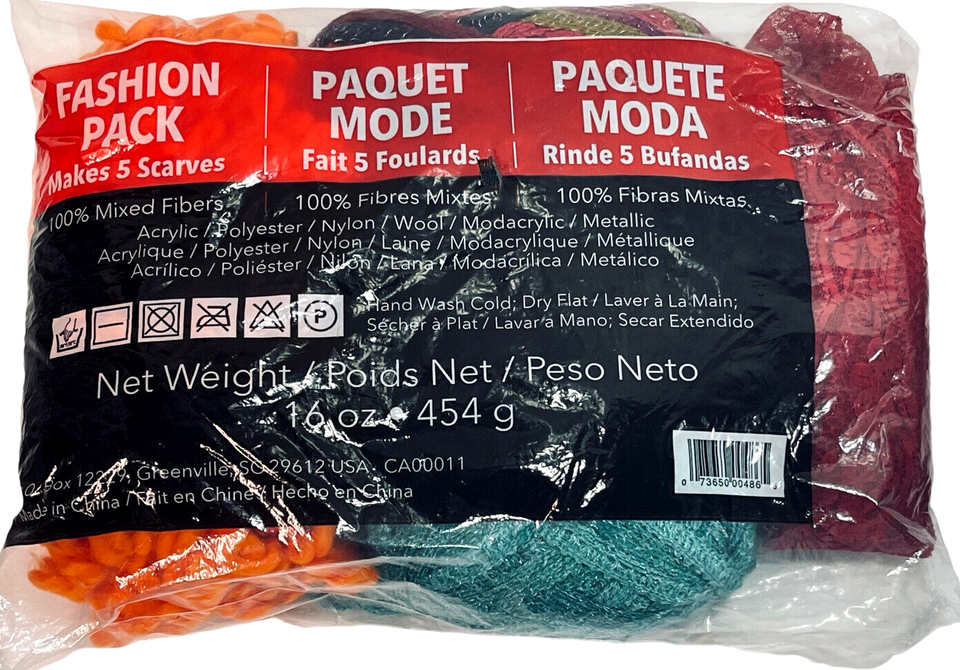 FASHION
PACK
Makes 5 Scarves
PAQUET
MODE
Fait 5 Foulards
PAQUETE
MODA
Rinde 5 Bufandas
100% Mixed Fibers
100% Fibres Mixtes
100% Fibras Mixtas
Acrylic / Polyester / Nylon / Wool / Modacrylic / Metallic
Acrylique / Polyester / Nylon / Laine / Modacrylique / Métallique
Acrílico / Poliéster / Nilón / Lana / Modacrílica / Metálico
P
Hand Wash Cold; Dry Flat / Laver à La Main;
Sécher à Plat / Lavar a Mano; Secar Extendido
Net Weight / Poids Net / Peso Neto
16 oz • 454 g
Box Greenville, SC 29612 USA CA00011
Made in China / Fait en Chine / Hecho en China
0 73650 00486